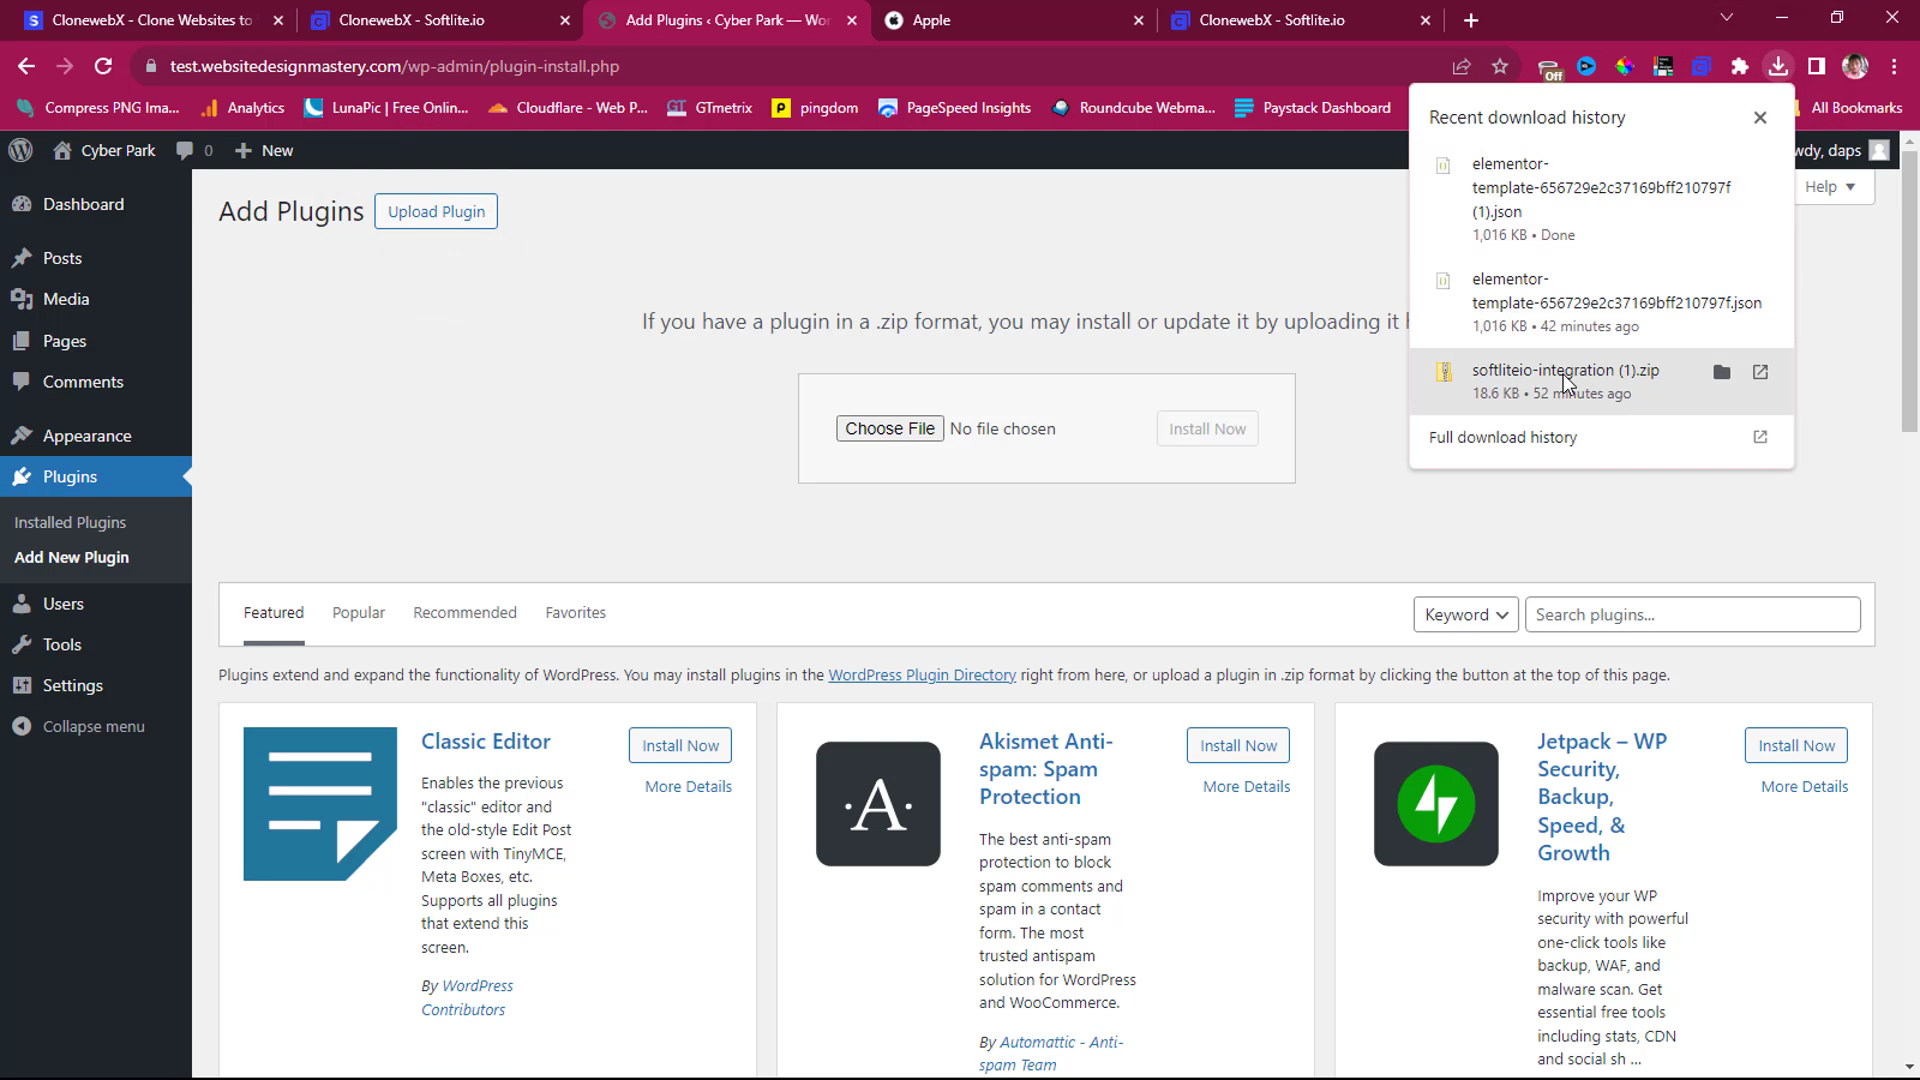 ClonewebX - Clone Websites to
ClonewebX - Softlite.io
Add Plugins ‹ Cyber Park — Wor
Apple
ClonewebX - Softlite.io
test.websitedesignmastery.com/wp-admin/plugin-install.php
Off
Compress PNG Ima...
Analytics
LunaPic | Free Onlin...
Cloudflare - Web P...
GTmetrix
pingdom
PageSpeed Insights
Roundcube Webma...
Paystack Dashboard
All Bookmarks
Cyber Park
0
New
wdy, daps
Recent download history
elementor-
template-656729e2c37169bff210797f
(1).json
1,016 KB • Done
elementor-
template-656729e2c37169bff210797f.json
1,016 KB • 42 minutes ago
softliteio-integration (1).zip
18.6 KB • 52 minutes ago
Full download history
Help
Dashboard
Posts
Media
Pages
Comments
Appearance
Plugins
Installed Plugins
Add New Plugin
Users
Tools
Settings
Collapse menu
Add Plugins
Upload Plugin
If you have a plugin in a .zip format, you may install or update it by uploading it h
Choose File No file chosen
Install Now
Featured
Popular
Recommended
Favorites
Keyword
Search plugins...
Plugins extend and expand the functionality of WordPress. You may install plugins in the WordPress Plugin Directory right from here, or upload a plugin in .zip format by clicking the button at the top of this page.
Classic Editor
Install Now
More Details
Enables the previous
"classic" editor and
the old-style Edit Post
screen with TinyMCE,
Meta Boxes, etc.
Supports all plugins
that extend this
screen.
By WordPress
Contributors
·A·
Akismet Anti-
spam: Spam
Protection
Install Now
More Details
The best anti-spam
protection to block
spam comments and
spam in a contact
form. The most
trusted antispam
solution for WordPress
and WooCommerce.
By Automattic - Anti-
spam Team
Jetpack – WP
Security,
Backup,
Speed, &
Growth
Install Now
More Details
Improve your WP
security with powerful
one-click tools like
backup, WAF, and
malware scan. Get
essential free tools
including stats, CDN
and social sh ...